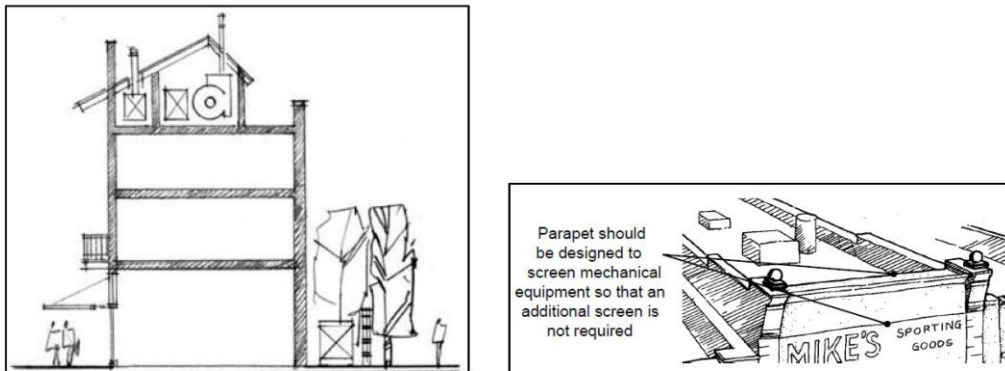 Parapet should
be designed to
screen mechanical
equipment so that an
additional screen is
not required
MIKE'S SPORTING
GOODS